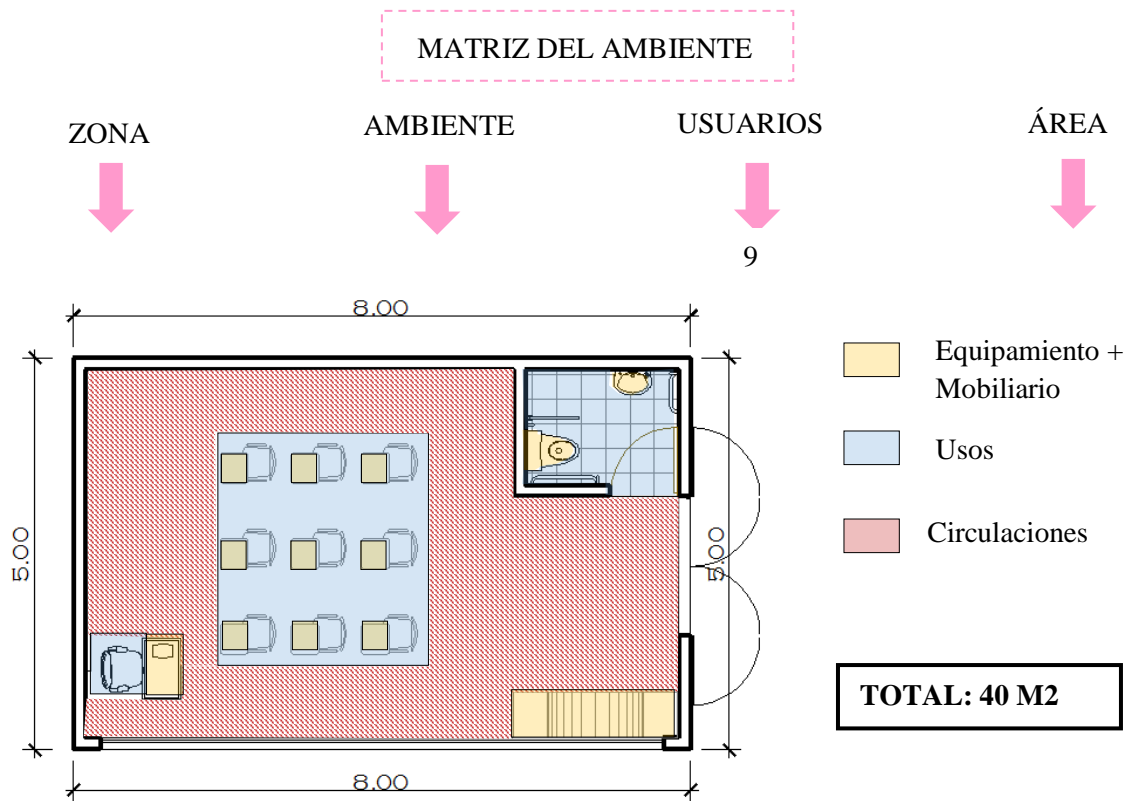 MATRIZ DEL AMBIENTE
ZONA
AMBIENTE
USUARIOS
ÁREA
9
8.00
5.00
5.00
8.00
Equipamiento +
Mobiliario
Usos
Circulaciones
TOTAL: 40 M2